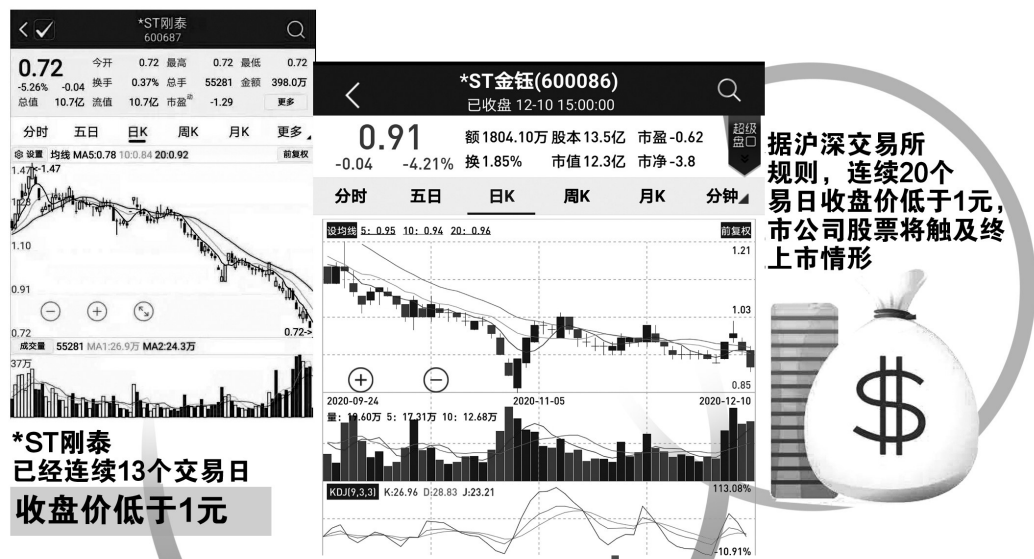 *ST刚泰
600687
0.72
今开 0.72 最高 0.72 最低 0.72
-5.26% -0.04 换手 0.37% 总手 55281 金额 398.0万
总值 10.7亿 流值 10.7亿 市盈动 -1.29 更多
分时 五日 日K 周K 月K 更多
设置 均线 MA5:0.78 10:0.84 20:0.92 前复权
1.47
<-1.47
1.28
1.10
0.91
0.72
0.72->
成交量 55281 MA1:26.9万 MA2:24.3万
37万
*ST刚泰
已经连续13个交易日
收盘价低于1元
*ST金钰(600086)
已收盘 12-10 15:00:00
0.91
-0.04 -4.21%
额 1804.10万 股本 13.5亿 市盈 -0.62
换 1.85% 市值 12.3亿 市净 -3.8
超级
盘口
分时 五日 日K 周K 月K 分钟
设均线 5: 0.95 10: 0.94 20: 0.96 前复权
1.21
1.03
0.85
2020-09-24 2020-11-05 2020-12-10
5: 17.31万 10: 12.68万
KDJ(9,3,3) K:26.96 D:28.83 J:23.21
113.08%
-10.91%
据沪深交易所
规则，连续20个
易日收盘价低于1元，
市公司股票将触及终
上市情形